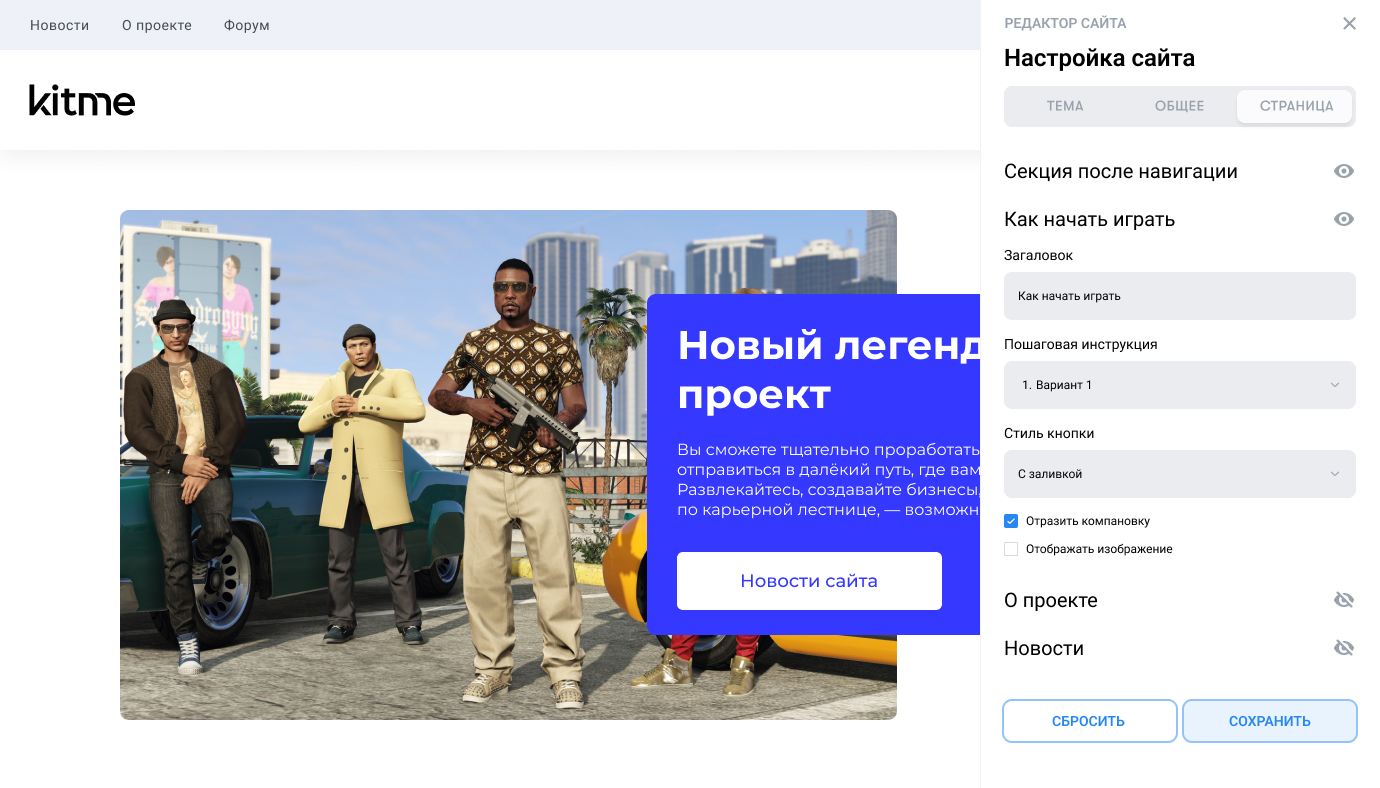 Новости
О проекте
Форум
kitme
Новый легенд
проект
Вы сможете тщательно проработать
отправиться в далёкий путь, где вам
Развлекайтесь, создавайте бизнесы,
по карьерной лестнице, — возможн
Новости сайта
РЕДАКТОР САЙТА
Настройка сайта
ТЕМА
ОБЩЕЕ
СТРАНИЦА
Секция после навигации
Как начать играть
Загаловок
Как начать играть
Пошаговая инструкция
1. Вариант 1
Стиль кнопки
С заливкой
Отразить компановку
Отображать изображение
О проекте
Новости
СБРОСИТЬ
СОХРАНИТЬ